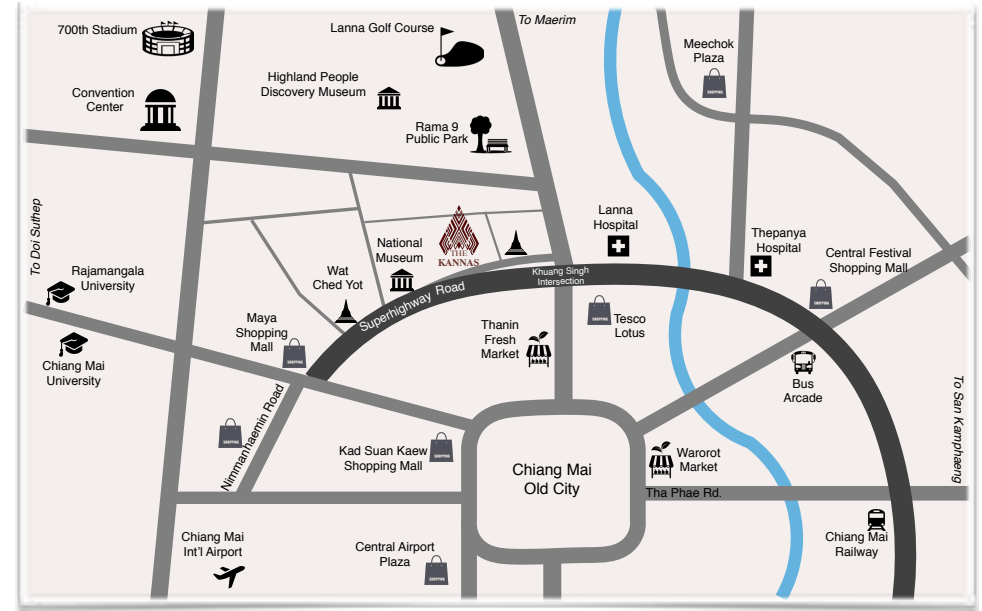 700th Stadium
Lanna Golf Course
To Maerim
Meechok
Plaza
SHOPPING
Convention
Center
Highland People
Discovery Museum
Rama 9
Public Park
To Doi Suthep
Lanna
Hospital
Thepanya
Hospital
Central Festival
Shopping Mall
SHOPPING
THE
KANNAS
National
Museum
Wat
Ched Yot
Khuang Singh
Intersection
Superhighway Road
Rajamangala
University
Maya
Shopping
Mall
SHOPPING
Thanin
Fresh
Market
SHOPPING
Tesco
Lotus
Chiang Mai
University
Bus
Arcade
To San Kamphaeng
Nimmanhaemin Road
SHOPPING
Kad Suan Kaew
Shopping Mall
SHOPPING
Chiang Mai
Old City
Warorot
Market
Tha Phae Rd.
Chiang Mai
Int'l Airport
Central Airport
Plaza
SHOPPING
Chiang Mai
Railway